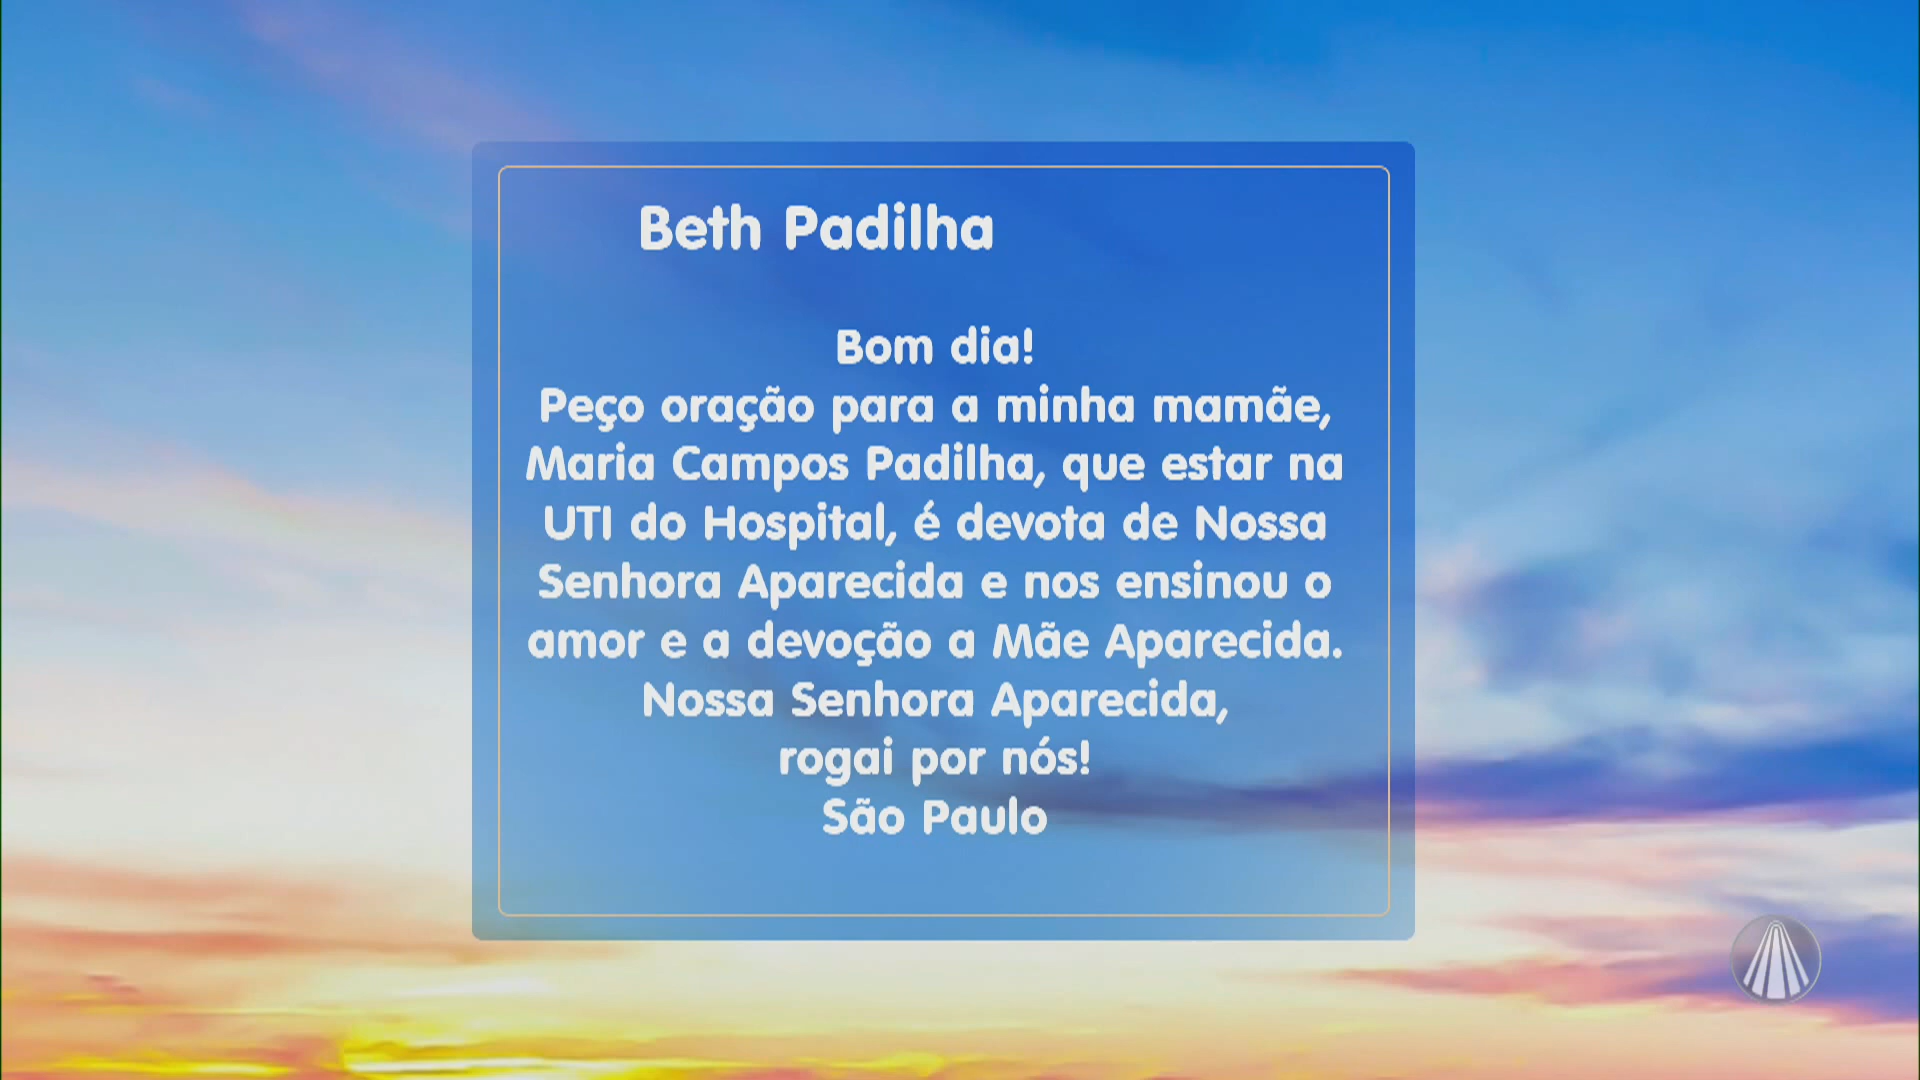 Beth Padilha
Bom dia!
Peço oração para a minha mamãe,
Maria Campos Padilha, que estar na
UTI do Hospital, é devota de Nossa
Senhora Aparecida e nos ensinou o
amor e a devoção a Mãe Aparecida.
Nossa Senhora Aparecida,
rogai por nós!
São Paulo